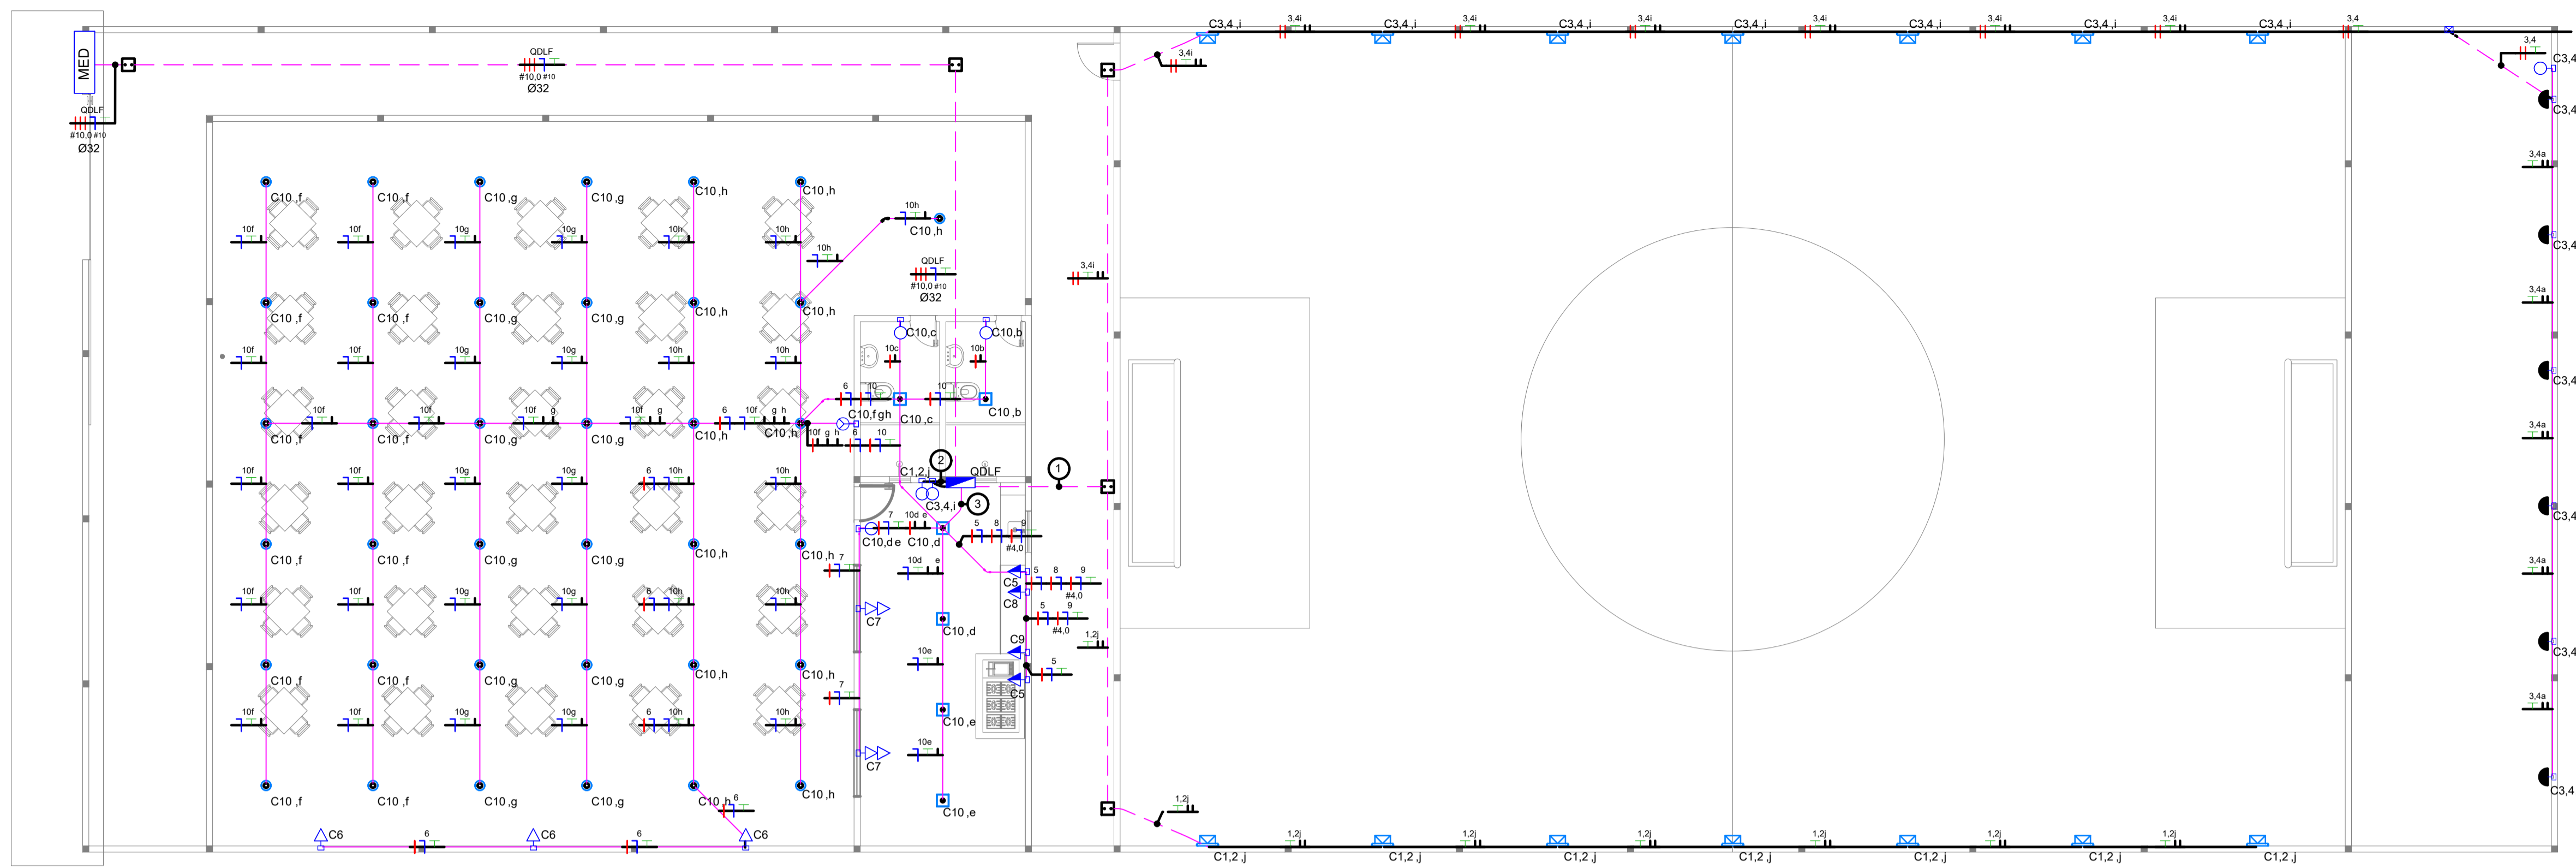 C3,4 ,i C3,4 ,i C3,4 ,i C3,4 ,i C3,4 ,i C3,4 ,i C3,4 ,i
3,4i 3,4i 3,4i 3,4i 3,4i 3,4i 3,4
MED
QDLF
#10,0 #10
Ø32
3,4i
3,4
C3,4
QDLF
#10,0 #10
Ø32
C3,4
3,4a
C10 ,f C10 ,f C10 ,g C10 ,g C10 ,h C10 ,h
10h
C10 ,h
10f 10f 10g 10g 10h 10h
10h
C3,4
QDLF
#10,0 #10
Ø32
3,4i
3,4a
C10 ,f C10 ,f C10 ,g C10 ,g C10 ,h C10 ,h
C10,c C10,b
10f 10f 10g 10g 10h 10h 10c 10b
C3,4
6 10 10
C10 ,c C10 ,b
10f 10f 10f g 10f g 6 10f g h
C10,f gh
C10 ,f C10 ,f C10 ,g C10 ,g C10 ,h C10 ,h
10f g h 6 10
3,4a
2
1
C1,2,j QDLF
10f 10f 10g 10g 6 10h 10h
C3,4,i
3
C3,4
7 10d e
5 8 9
#4,0
C10,d e C10,d
C10 ,f C10 ,f C10 ,g C10 ,g C10 ,h C10 ,h
7
10d e
C5
5 8 9
#4,0
3,4a
10f 10f 10g 10g 6 10h 10h
C7
C8
5 9
#4,0
C10 ,d
C9
1,2j
C3,4
C10 ,f C10 ,f C10 ,g C10 ,g C10 ,h C10 ,h
10e
5
C5
7
3,4a
10f 10f 10g 10g 6 10h 10h
C10,e
10e
C7
C3,4
C10 ,f C10 ,f C10 ,g C10 ,g C10 ,h C10 ,h
6
C10,e
1,2j
C6 C6 C6
6 6
1,2j 1,2j 1,2j 1,2j 1,2j 1,2j
C1,2 ,j C1,2 ,j C1,2 ,j C1,2 ,j C1,2 ,j C1,2 ,j C1,2 ,j